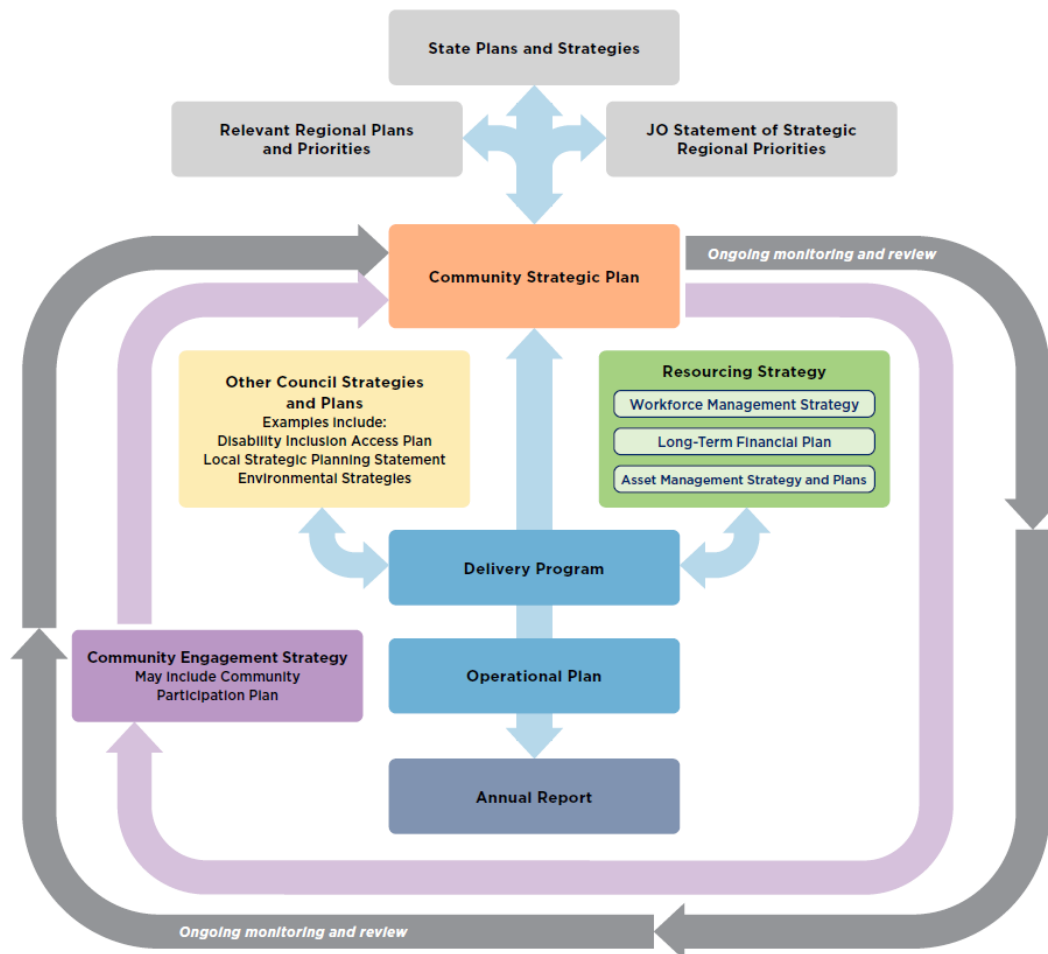 State Plans and Strategies
Relevant Regional Plans
and Priorities
JO Statement of Strategic
Regional Priorities
Community Strategic Plan
Ongoing monitoring and review
Other Council Strategies
and Plans
Examples include:
Disability Inclusion Access Plan
Local Strategic Planning Statement
Environmental Strategies
Resourcing Strategy
Workforce Management Strategy
Long-Term Financial Plan
Asset Management Strategy and Plans
Delivery Program
Community Engagement Strategy
May include Community
Participation Plan
Operational Plan
Annual Report
Ongoing monitoring and review